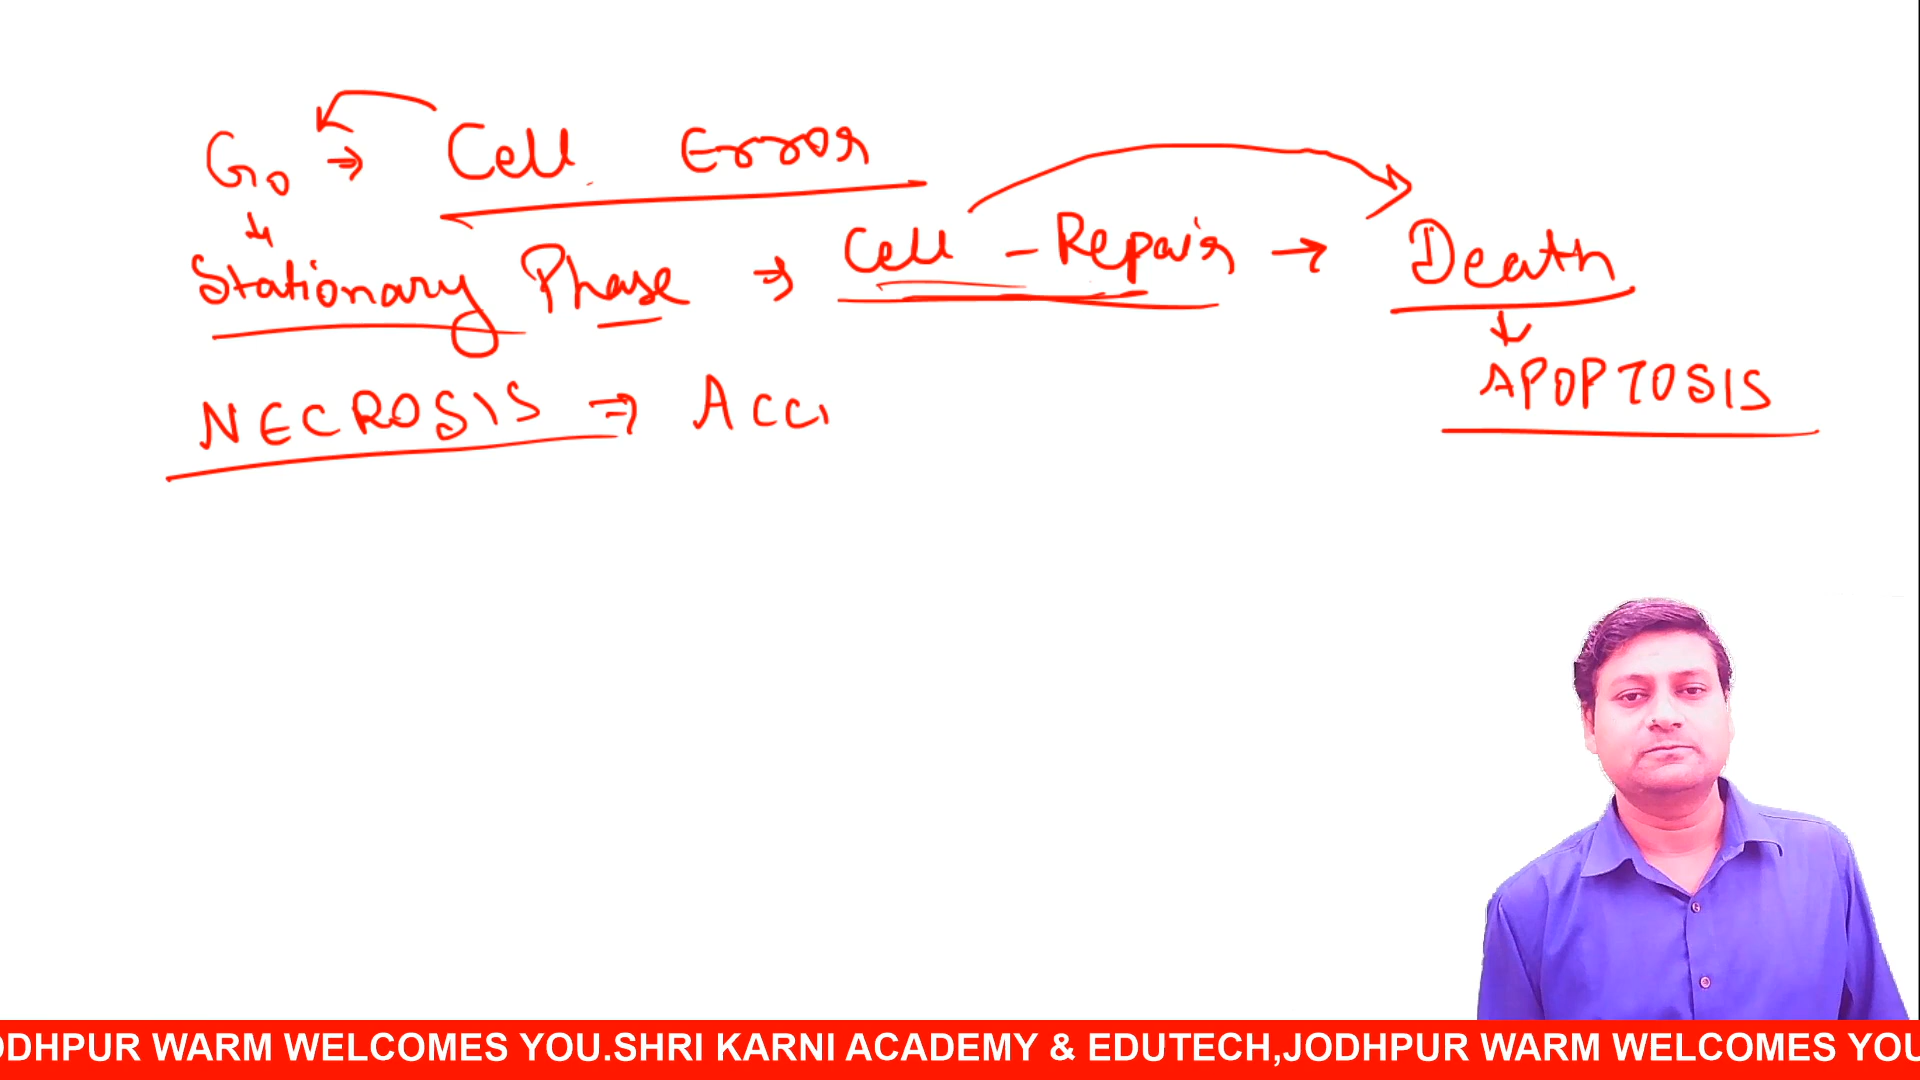 G0 → Cell Error
↓
Stationary Phase → Cell - Repair → Death
↓
APOPTOSIS
NECROSIS ⇒ ACCI
ODHPUR WARM WELCOMES YOU.SHRI KARNI ACADEMY & EDUTECH,JODHPUR WARM WELCOMES YOU